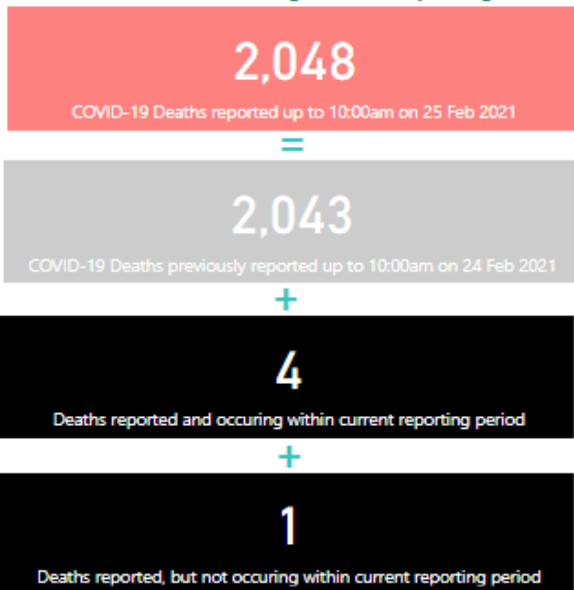 2,048
COVID-19 Deaths reported up to 10:00am on 25 Feb 2021
=
2,043
COVID-19 Deaths previously reported up to 10:00am on 24 Feb 2021
+
4
Deaths reported and occuring within current reporting period
+
1
Deaths reported, but not occuring within current reporting period